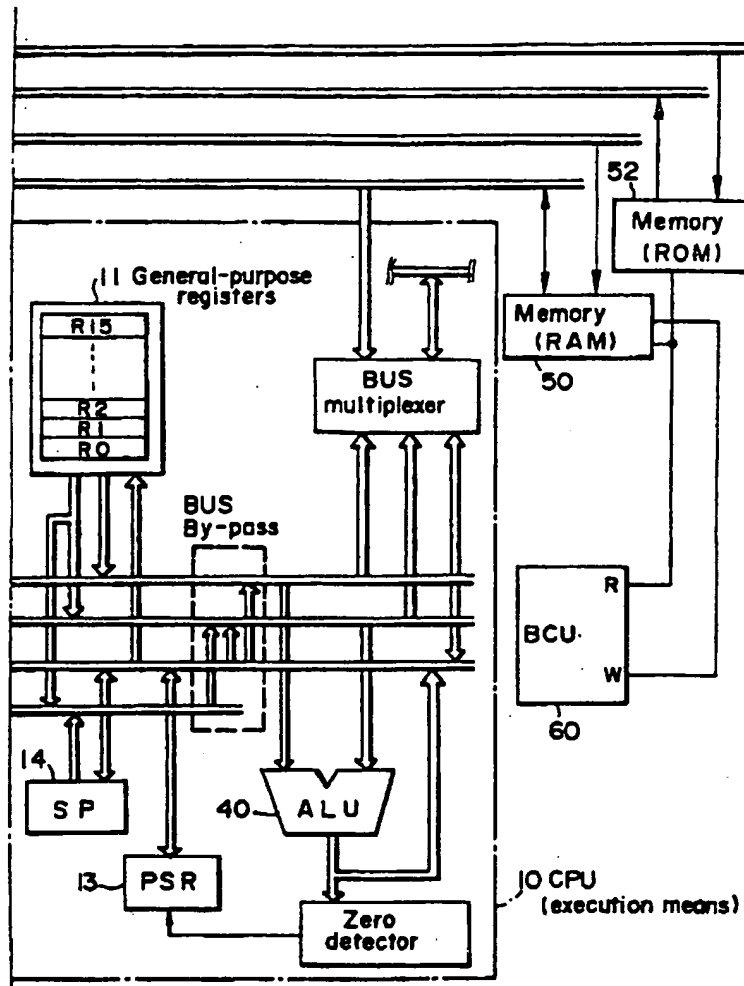 52
Memory
(ROM)
11 General-purpose
registers
R15
R2
R1
R0
Memory
(RAM)
50
BUS
multiplexer
BUS
By-pass
R
BCU
W
60
14
SP
40
ALU
13
PSR
10 CPU
(execution means)
Zero
detector